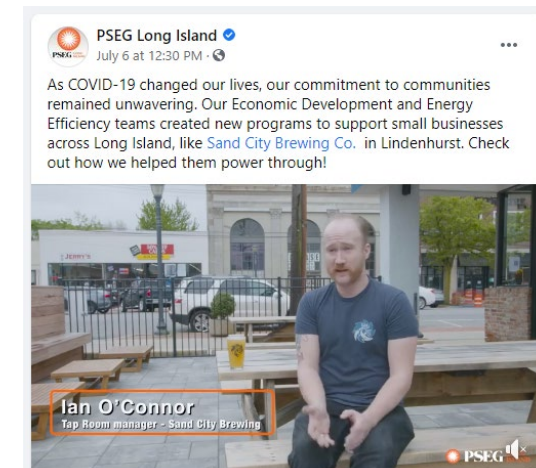 PSEG Long Island
July 6 at 12:30 PM ·
PSEG
As COVID-19 changed our lives, our commitment to communities
remained unwavering. Our Economic Development and Energy
Efficiency teams created new programs to support small businesses
across Long Island, like Sand City Brewing Co. in Lindenhurst. Check
out how we helped them power through!
JERRY'S
Ian O'Connor
Tap Room manager - Sand City Brewing
PSEG